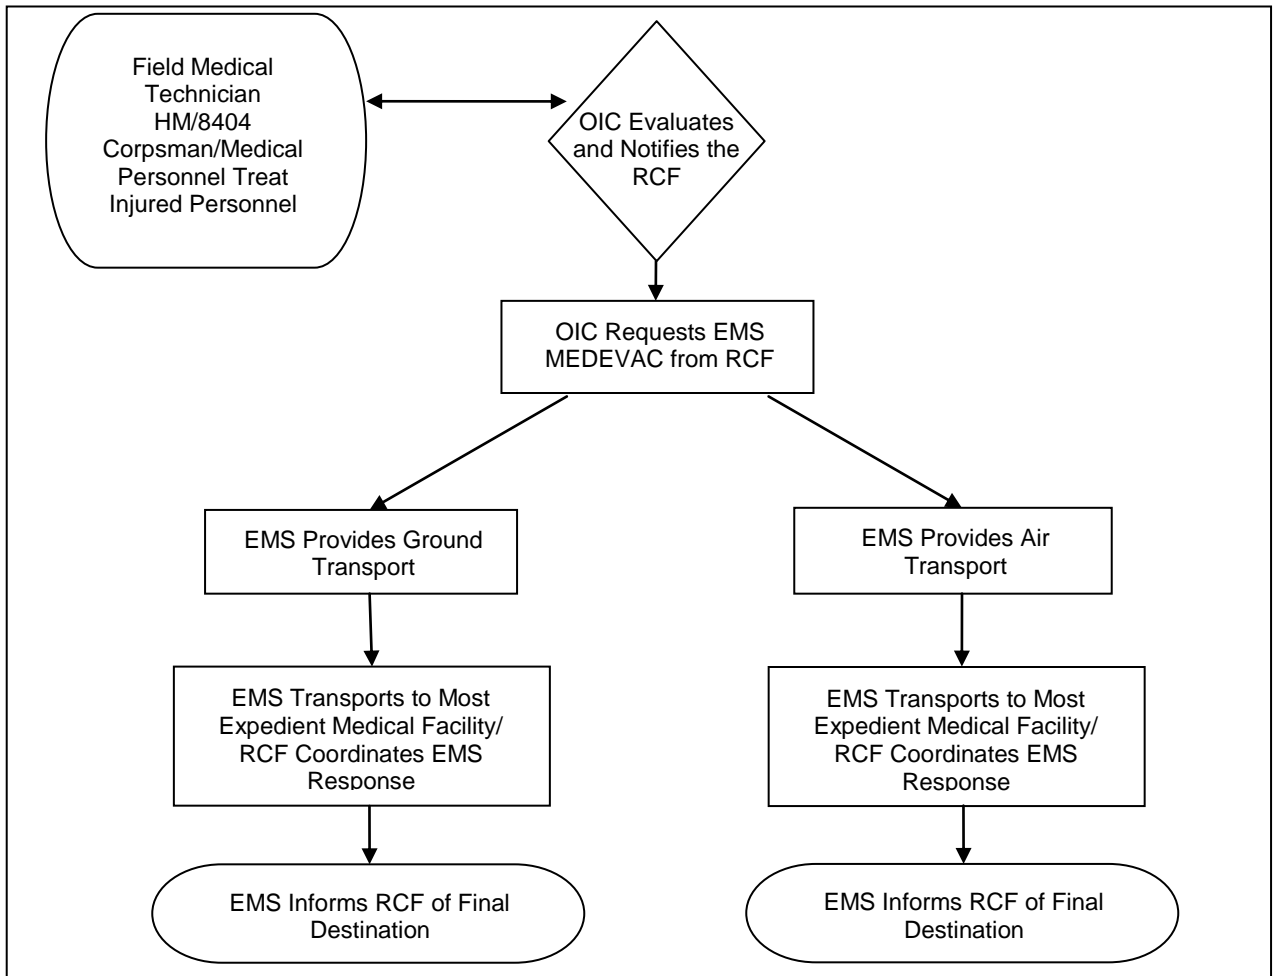 Field Medical
Technician
HM/8404
Corpsman/Medical
Personnel Treat
Injured Personnel
OIC Evaluates
and Notifies the
RCF
OIC Requests EMS
MEDEVAC from RCF
EMS Provides Ground
Transport
EMS Provides Air
Transport
EMS Transports to Most
Expedient Medical Facility/
RCF Coordinates EMS
Response
EMS Transports to Most
Expedient Medical Facility/
RCF Coordinates EMS
Response
EMS Informs RCF of Final
Destination
EMS Informs RCF of Final
Destination